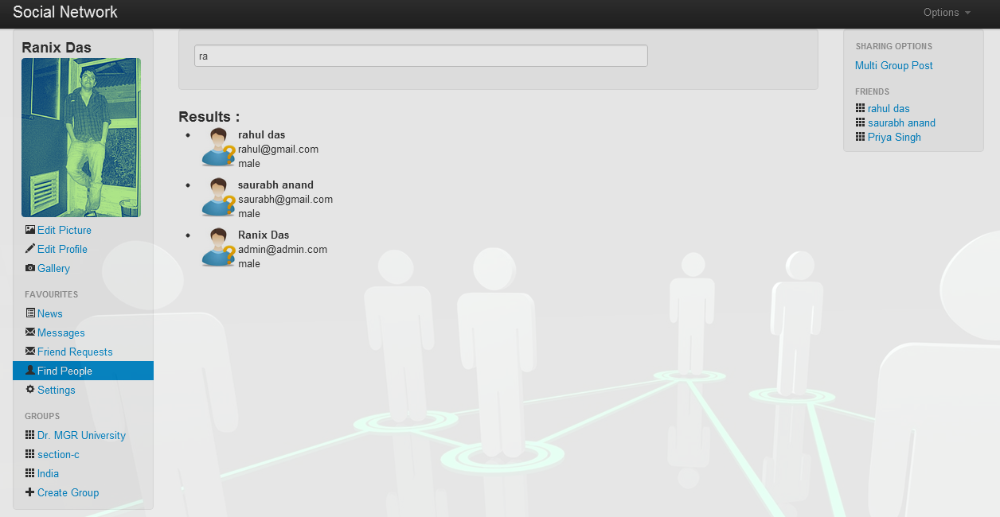 Social Network
Options
Ranix Das
Edit Picture
Edit Profile
Gallery
FAVOURITES
News
Messages
Friend Requests
Find People
Settings
GROUPS
Dr. MGR University
section-c
India
Create Group
ra
Results :
rahul das
rahul@gmail.com
male
saurabh anand
saurabh@gmail.com
male
Ranix Das
admin@admin.com
male
SHARING OPTIONS
Multi Group Post
FRIENDS
rahul das
saurabh anand
Priya Singh